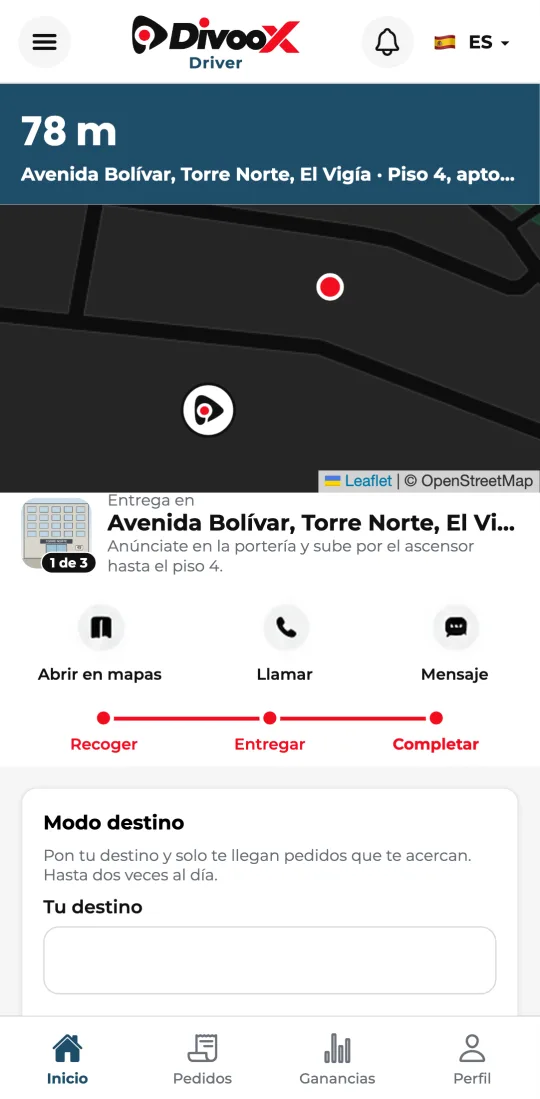 DivooX
Driver
ES
78 m
Avenida Bolívar, Torre Norte, El Vigía · Piso 4, apto...
Leaflet | © OpenStreetMap
Entrega en
Avenida Bolívar, Torre Norte, El Vi...
Anúnciate en la portería y sube por el ascensor
hasta el piso 4.
1 de 3
Abrir en mapas
Llamar
Mensaje
Recoger
Entregar
Completar
Modo destino
Pon tu destino y solo te llegan pedidos que te acercan.
Hasta dos veces al día.
Tu destino
Inicio
Pedidos
Ganancias
Perfil